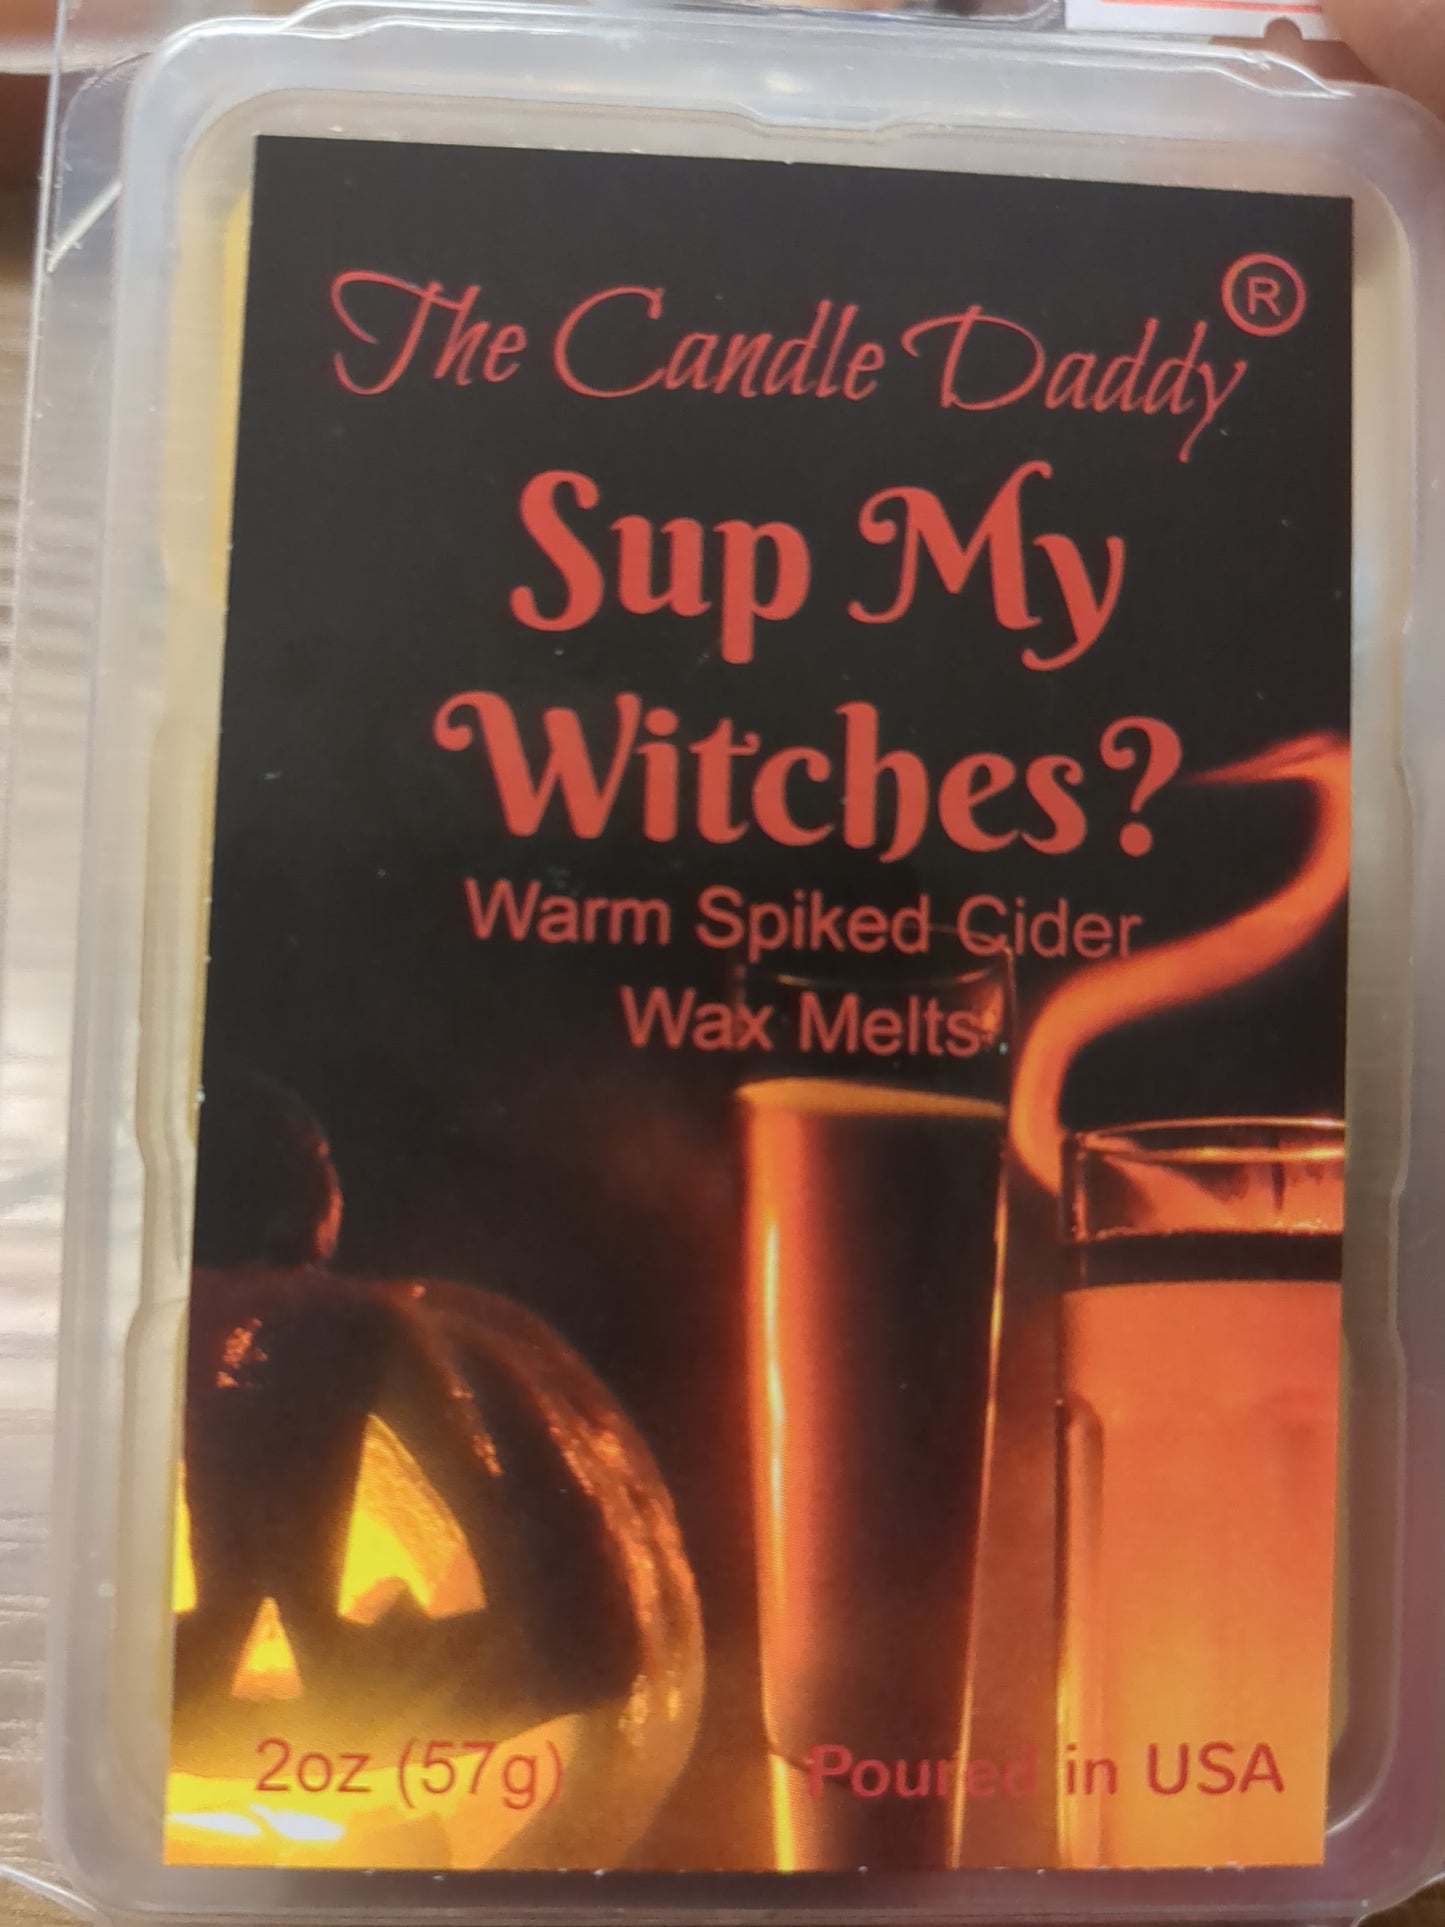 The Candle Daddy®
Sup My
Witches?
Warm Spiked Cider
Wax Melts
2oz (57g)
Poured in USA